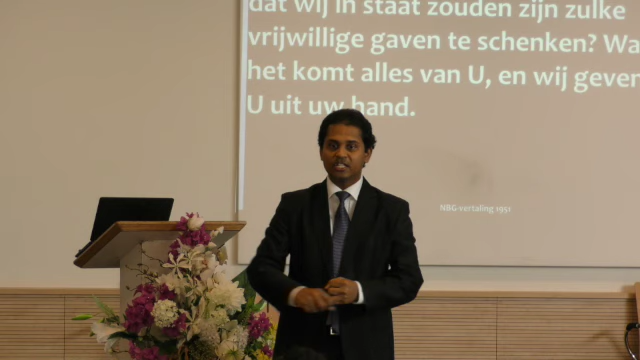 dat wij in staat zouden zijn zulke
vrijwillige gaven te schenken? Wa
het komt alles van U, en wij geven
U uit uw hand.
NBG-vertaling 1951